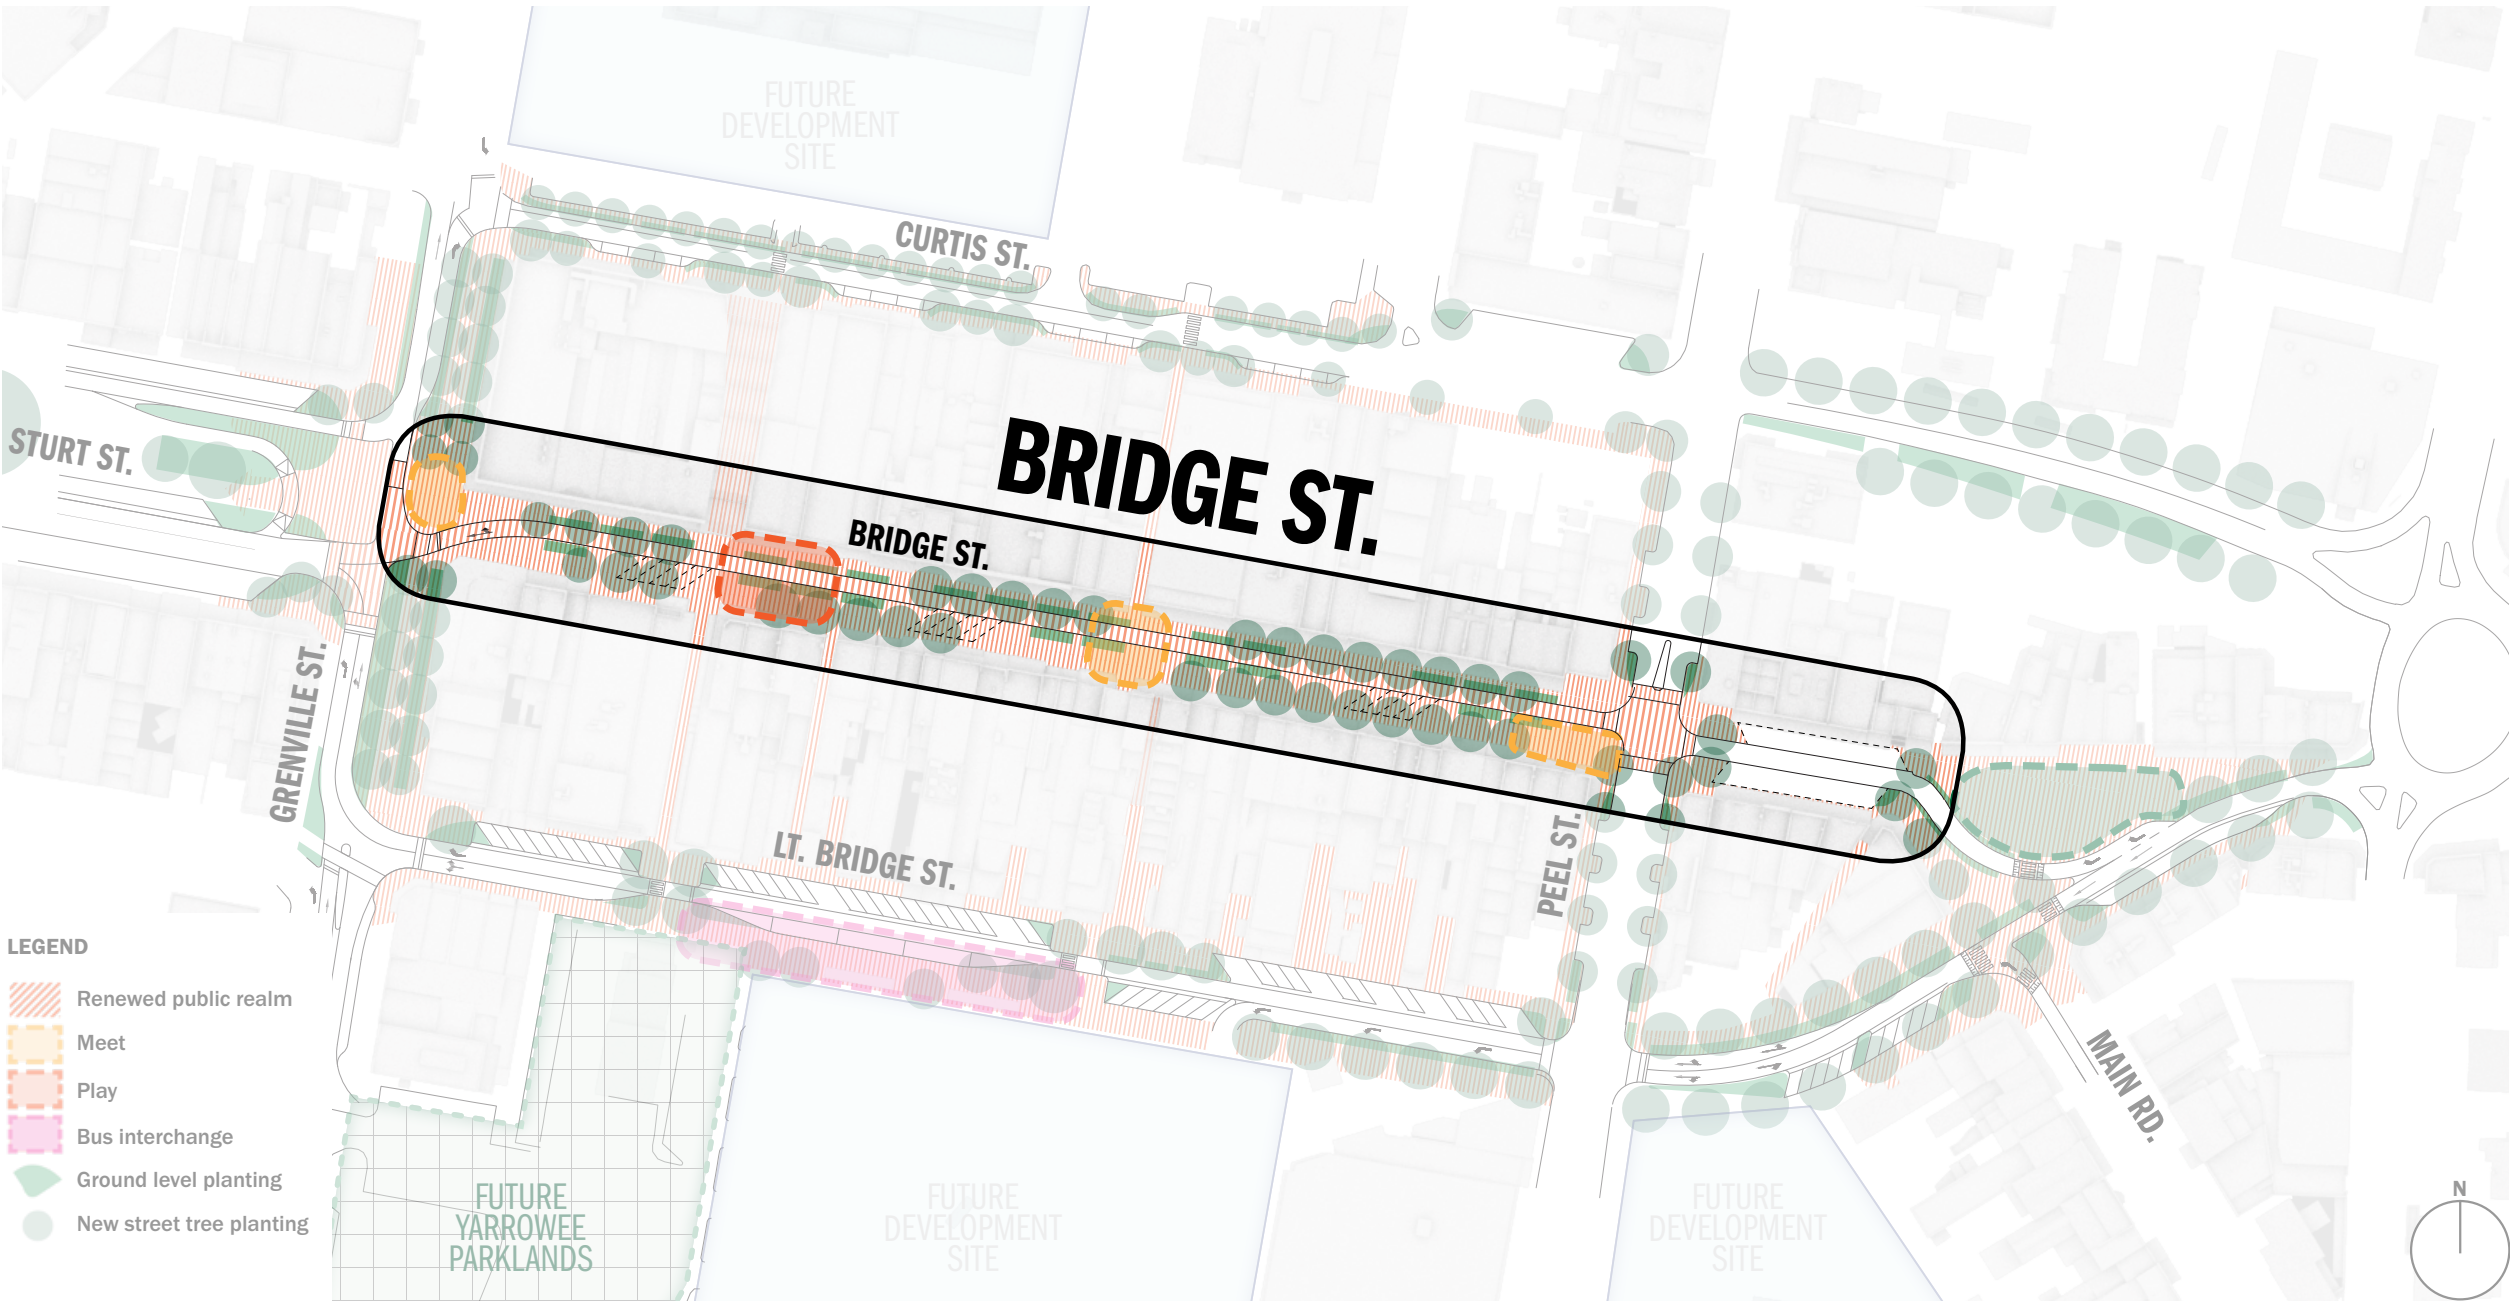 FUTURE
DEVELOPMENT
SITE
CURTIS ST.
STURT ST.
BRIDGE ST.
BRIDGE ST.
GRENVILLE ST.
LT. BRIDGE ST.
PEEL ST.
MAIN RD.
LEGEND
Renewed public realm
Meet
Play
Bus interchange
Ground level planting
New street tree planting
FUTURE
YARROWEE
PARKLANDS
FUTURE
DEVELOPMENT
SITE
FUTURE
DEVELOPMENT
SITE
N